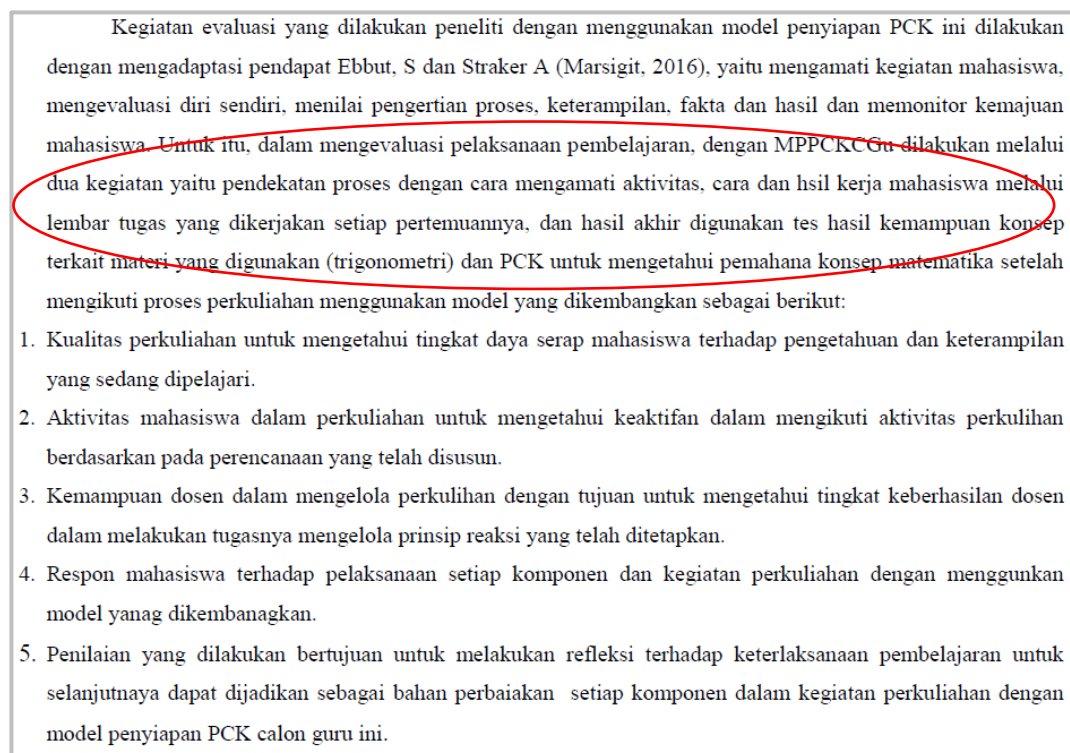 Kegiatan evaluasi yang dilakukan peneliti dengan menggunakan model penyiapan PCK ini dilakukan
dengan mengadaptasi pendapat Ebbut, S dan Straker A (Marsigit, 2016), yaitu mengamati kegiatan mahasiswa,
mengevaluasi diri sendiri, menilai pengertian proses, keterampilan, fakta dan hasil dan memonitor kemajuan
mahasiswa. Untuk itu, dalam mengevaluasi pelaksanaan pembelajaran, dengan MPPCKCGu dilakukan melalui
dua kegiatan yaitu pendekatan proses dengan cara mengamati aktivitas, cara dan hsil kerja mahasiswa melalui
lembar tugas yang dikerjakan setiap pertemuannya, dan hasil akhir digunakan tes hasil kemampuan konsep
terkait materi yang digunakan (trigonometri) dan PCK untuk mengetahui pemahana konsep matematika setelah
mengikuti proses perkuliahan menggunakan model yang dikembangkan sebagai berikut:
1. Kualitas perkuliahan untuk mengetahui tingkat daya serap mahasiswa terhadap pengetahuan dan keterampilan
yang sedang dipelajari.
2. Aktivitas mahasiswa dalam perkuliahan untuk mengetahui keaktifan dalam mengikuti aktivitas perkulihan
berdasarkan pada perencanaan yang telah disusun.
3. Kemampuan dosen dalam mengelola perkulihan dengan tujuan untuk mengetahui tingkat keberhasilan dosen
dalam melakukan tugasnya mengelola prinsip reaksi yang telah ditetapkan.
4. Respon mahasiswa terhadap pelaksanaan setiap komponen dan kegiatan perkuliahan dengan menggunkan
model yanag dikembanagkan.
5. Penilaian yang dilakukan bertujuan untuk melakukan refleksi terhadap keterlaksanaan pembelajaran untuk
selanjutnaya dapat dijadikan sebagai bahan perbaiakan setiap komponen dalam kegiatan perkuliahan dengan
model penyiapan PCK calon guru ini.